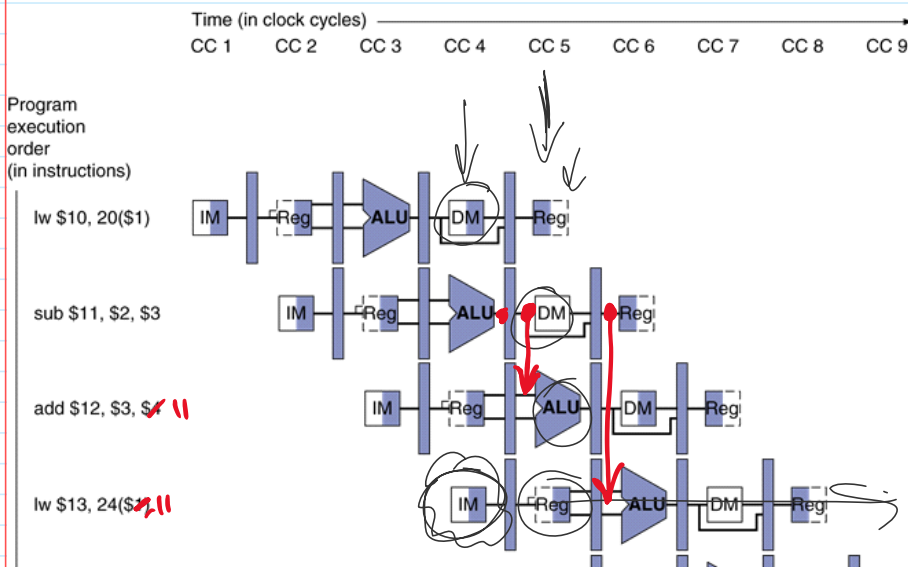 Time (in clock cycles)
CC 1 CC 2 CC 3 CC 4 CC 5 CC 6 CC 7 CC 8 CC 9
Program
execution
order
(in instructions)
lw $10, 20($1)
IM Reg ALU DM Reg
sub $11, $2, $3
IM Reg ALU DM Reg
add $12, $3, $4 11
IM Reg ALU DM Reg
lw $13, 24($ 11
IM Reg ALU DM Reg